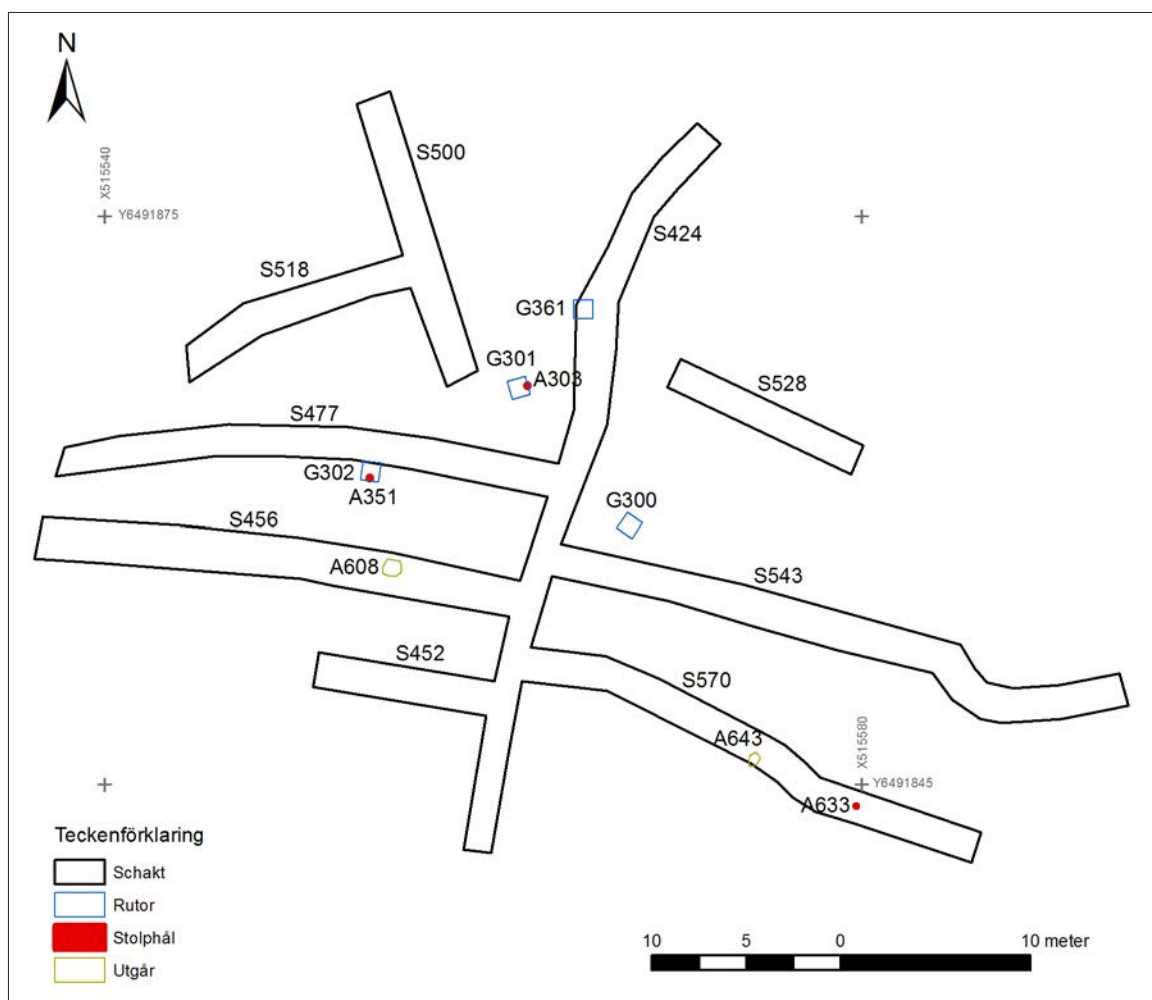 N
X515540
Y6491875
S500
S518
S424
G361
G301
A303
S528
S477
G302
A351
G300
S456
A608
S543
S452
S570
A643
X515580
Y6491845
A633
Teckenförklaring
Schakt
Rutor
Stolphål
Utgår
10 5 0 10 meter